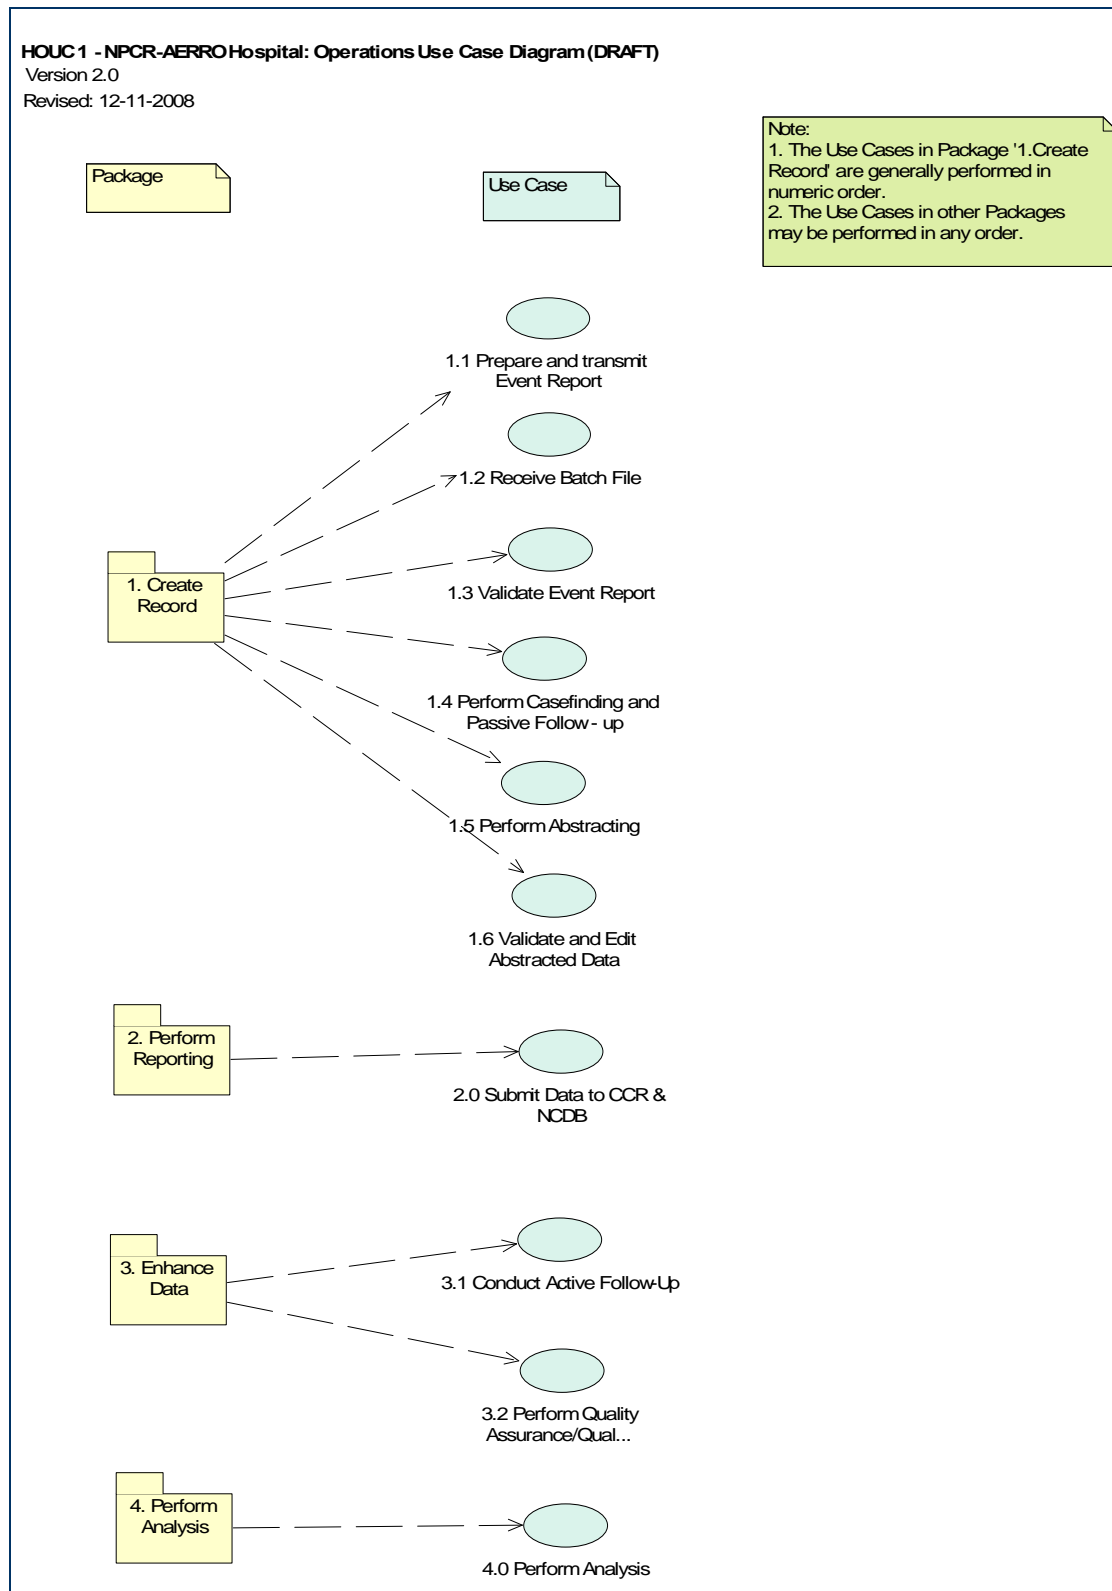 HOUC 1 - NPCR-AERRO Hospital: Operations Use Case Diagram (DRAFT)
Version 2.0
Revised: 12-11-2008
Package
Use Case
Note:
1. The Use Cases in Package '1.Create
Record' are generally performed in
numeric order.
2. The Use Cases in other Packages
may be performed in any order.
1.1 Prepare and transmit
Event Report
1.2 Receive Batch File
1. Create
Record
1.3 Validate Event Report
1.4 Perform Casefinding and
Passive Follow - up
1.5 Perform Abstracting
1.6 Validate and Edit
Abstracted Data
2. Perform
Reporting
2.0 Submit Data to CCR &
NCDB
3. Enhance
Data
3.1 Conduct Active Follow-Up
3.2 Perform Quality
Assurance/Qual...
4. Perform
Analysis
4.0 Perform Analysis